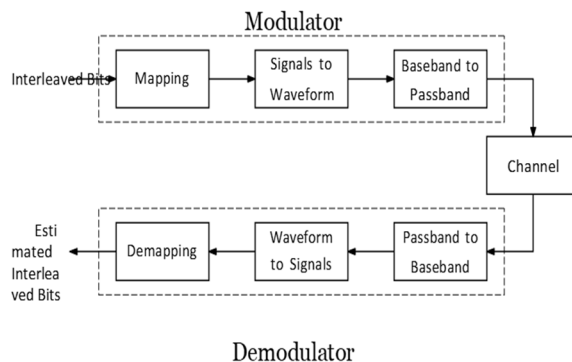 Modulator
Interleaved Bits
Mapping
Signals to
Waveform
Baseband to
Passband
Channel
Esti
mated
Interlea
ved Bits
Demapping
Waveform
to Signals
Passband to
Baseband
Demodulator